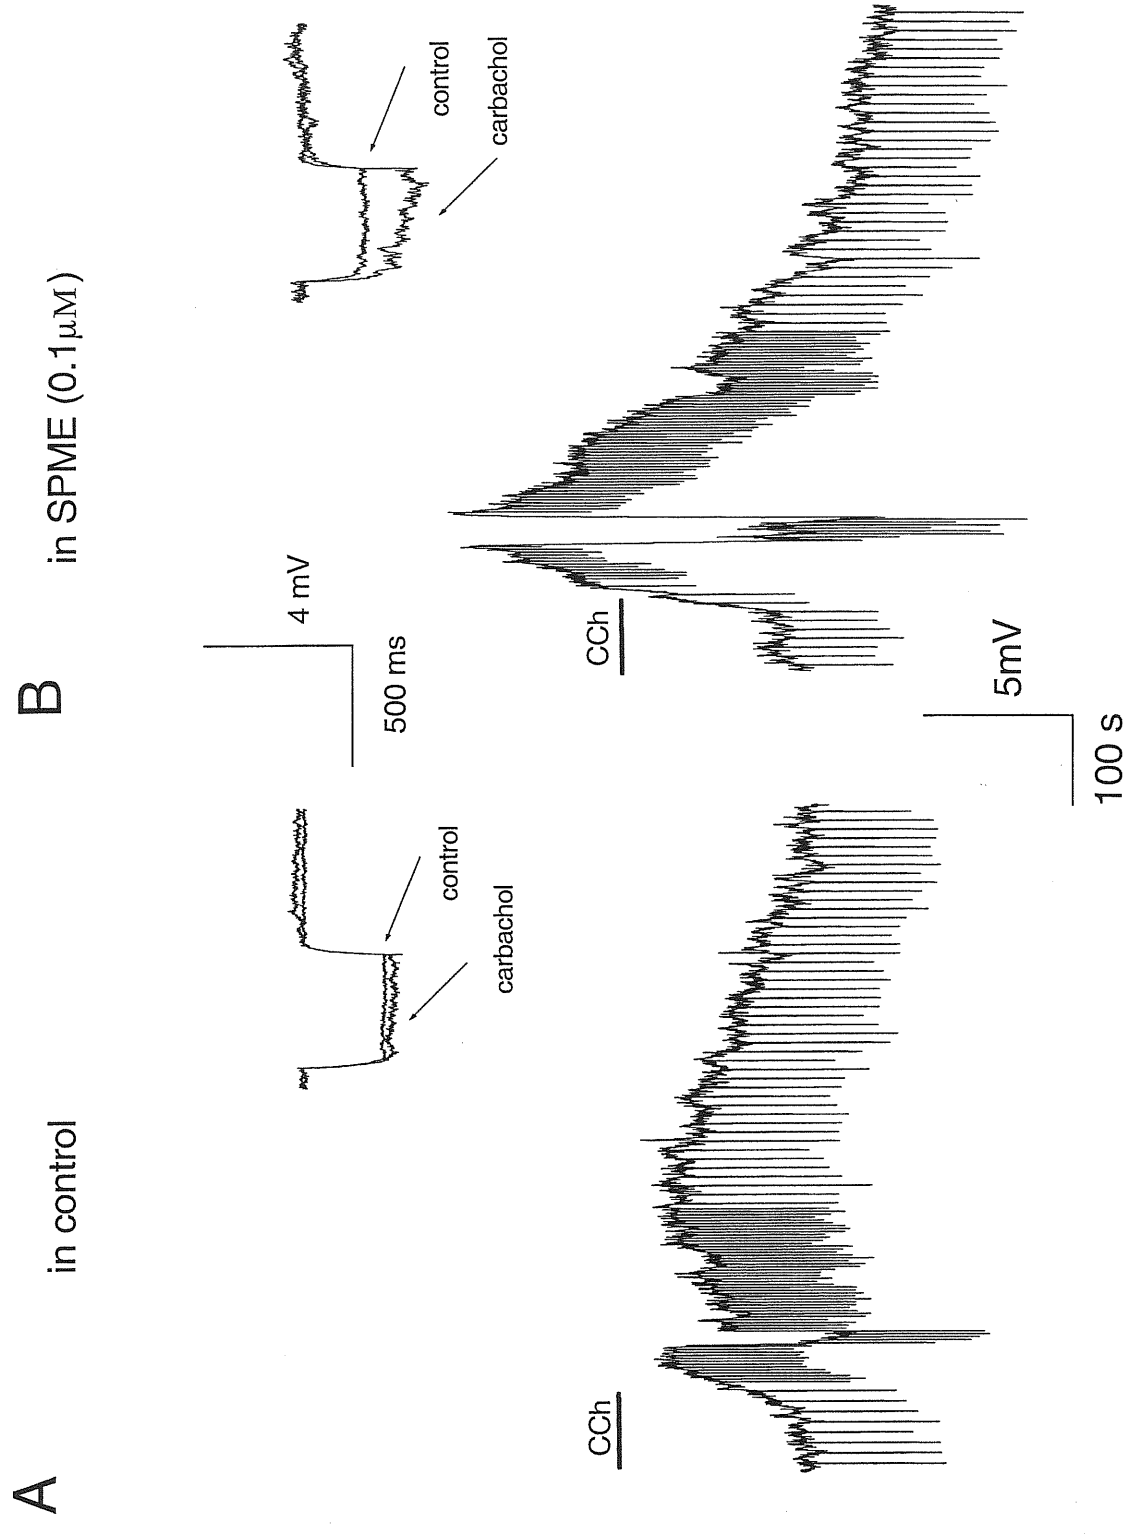 A
in control
control
carbachol
CCh
B
in SPME (0.1μM)
4 mV
500 ms
control
carbachol
CCh
5mV
100 s